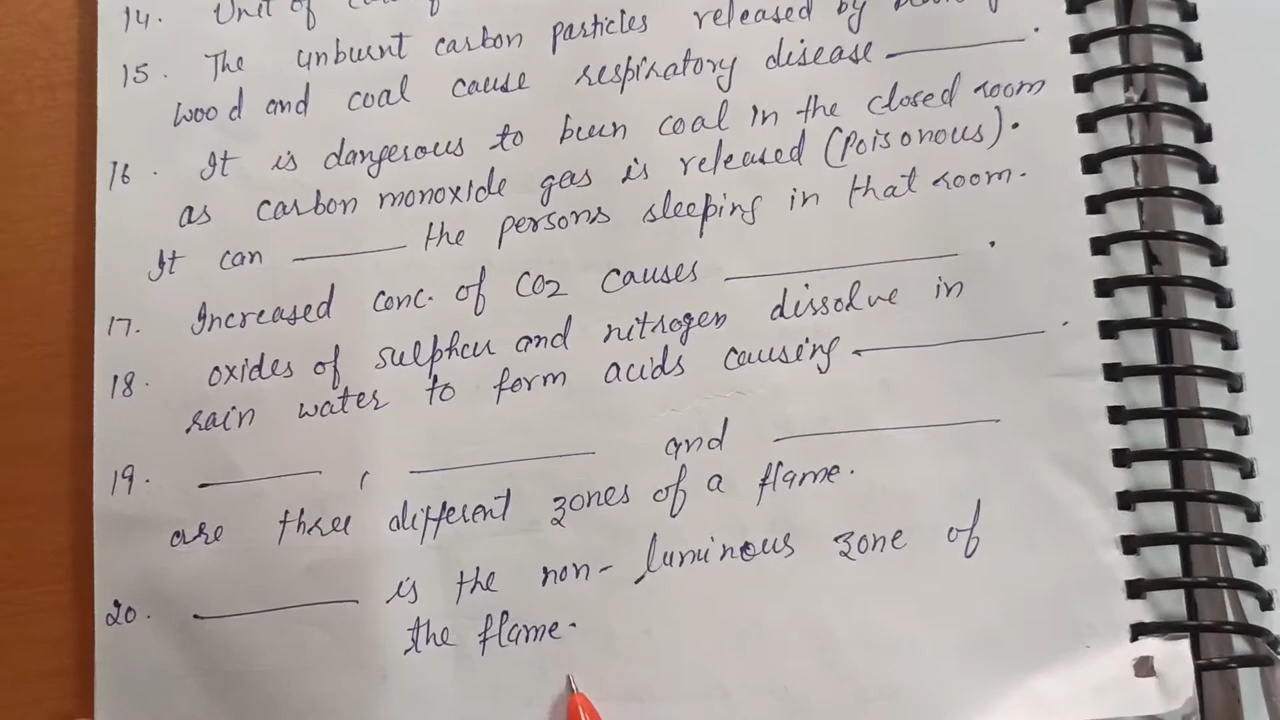 14. Unit of
15. The unburnt carbon particles released by
wood and coal cause respiratory disease ______.
16. It is dangerous to burn coal in the closed room
as carbon monoxide gas is released (Poisonous).
It can ______ the persons sleeping in that room.
17. Increased conc. of CO2 causes ______.
18. oxides of sulphur and nitrogen dissolve in
rain water to form acids causing ______.
19. ______, ______ and ______
are three different zones of a flame.
20. ______ is the non-luminous zone of
the flame.